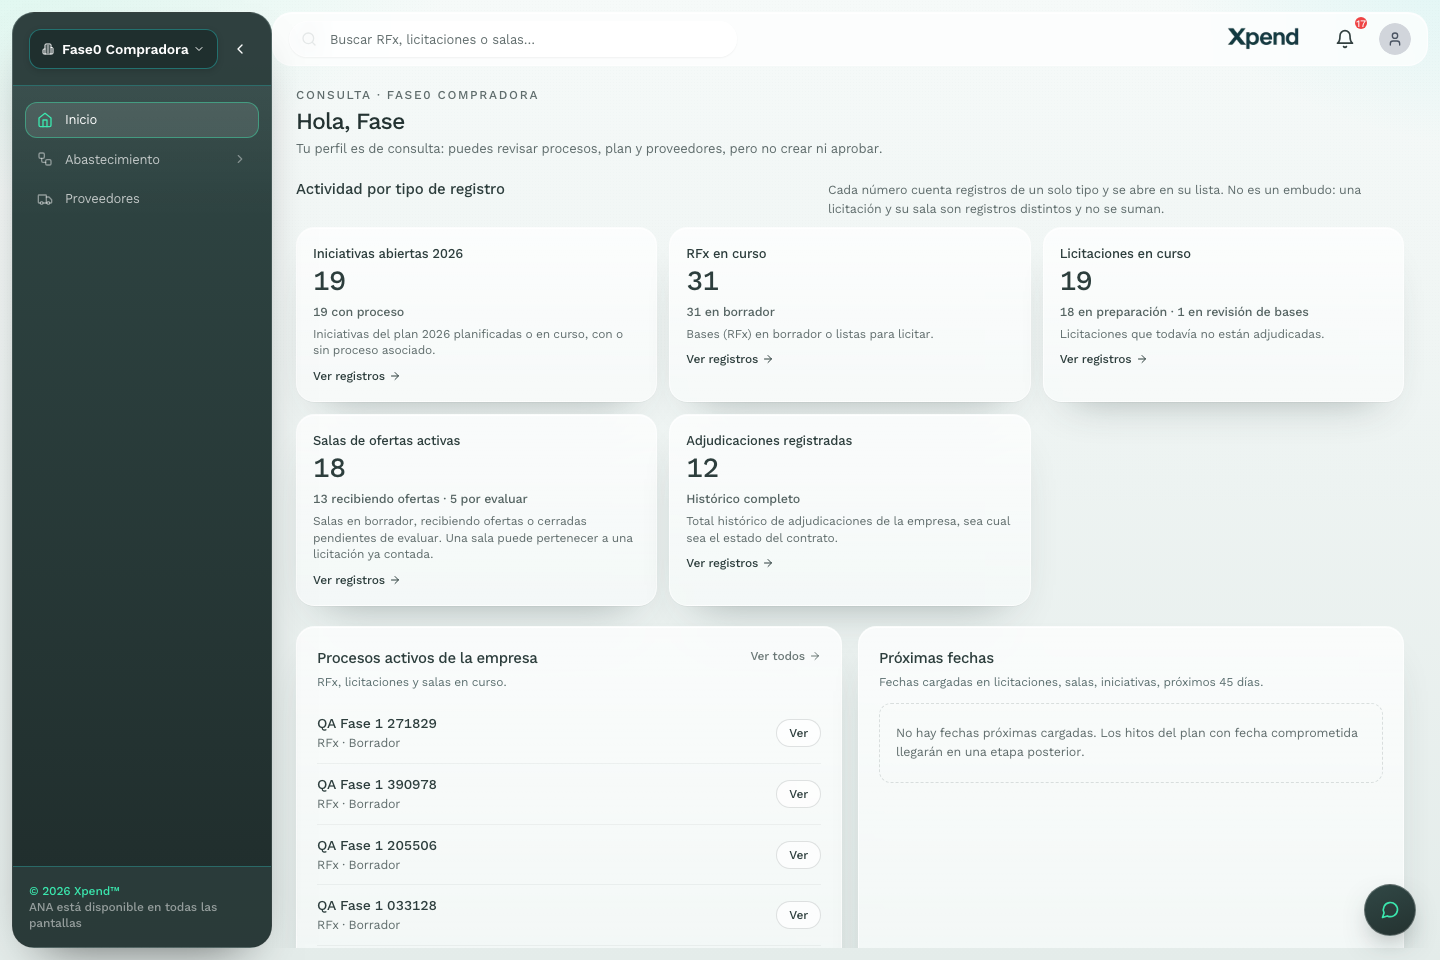 Fase0 Compradora
Inicio
Abastecimiento
Proveedores
© 2026 Xpend™
ANA está disponible en todas las
pantallas
Buscar RFx, licitaciones o salas...
Xpend
17
CONSULTA · FASE0 COMPRADORA
Hola, Fase
Tu perfil es de consulta: puedes revisar procesos, plan y proveedores, pero no crear ni aprobar.
Actividad por tipo de registro
Cada número cuenta registros de un solo tipo y se abre en su lista. No es un embudo: una
licitación y su sala son registros distintos y no se suman.
Iniciativas abiertas 2026
19
19 con proceso
Iniciativas del plan 2026 planificadas o en curso, con o
sin proceso asociado.
Ver registros
RFx en curso
31
31 en borrador
Bases (RFx) en borrador o listas para licitar.
Ver registros
Licitaciones en curso
19
18 en preparación · 1 en revisión de bases
Licitaciones que todavía no están adjudicadas.
Ver registros
Salas de ofertas activas
18
13 recibiendo ofertas · 5 por evaluar
Salas en borrador, recibiendo ofertas o cerradas
pendientes de evaluar. Una sala puede pertenecer a una
licitación ya contada.
Ver registros
Adjudicaciones registradas
12
Histórico completo
Total histórico de adjudicaciones de la empresa, sea cual
sea el estado del contrato.
Ver registros
Procesos activos de la empresa
Ver todos
RFx, licitaciones y salas en curso.
QA Fase 1 271829
RFx · Borrador
Ver
QA Fase 1 390978
RFx · Borrador
Ver
QA Fase 1 205506
RFx · Borrador
Ver
QA Fase 1 033128
RFx · Borrador
Ver
Próximas fechas
Fechas cargadas en licitaciones, salas, iniciativas, próximos 45 días.
No hay fechas próximas cargadas. Los hitos del plan con fecha comprometida
llegarán en una etapa posterior.